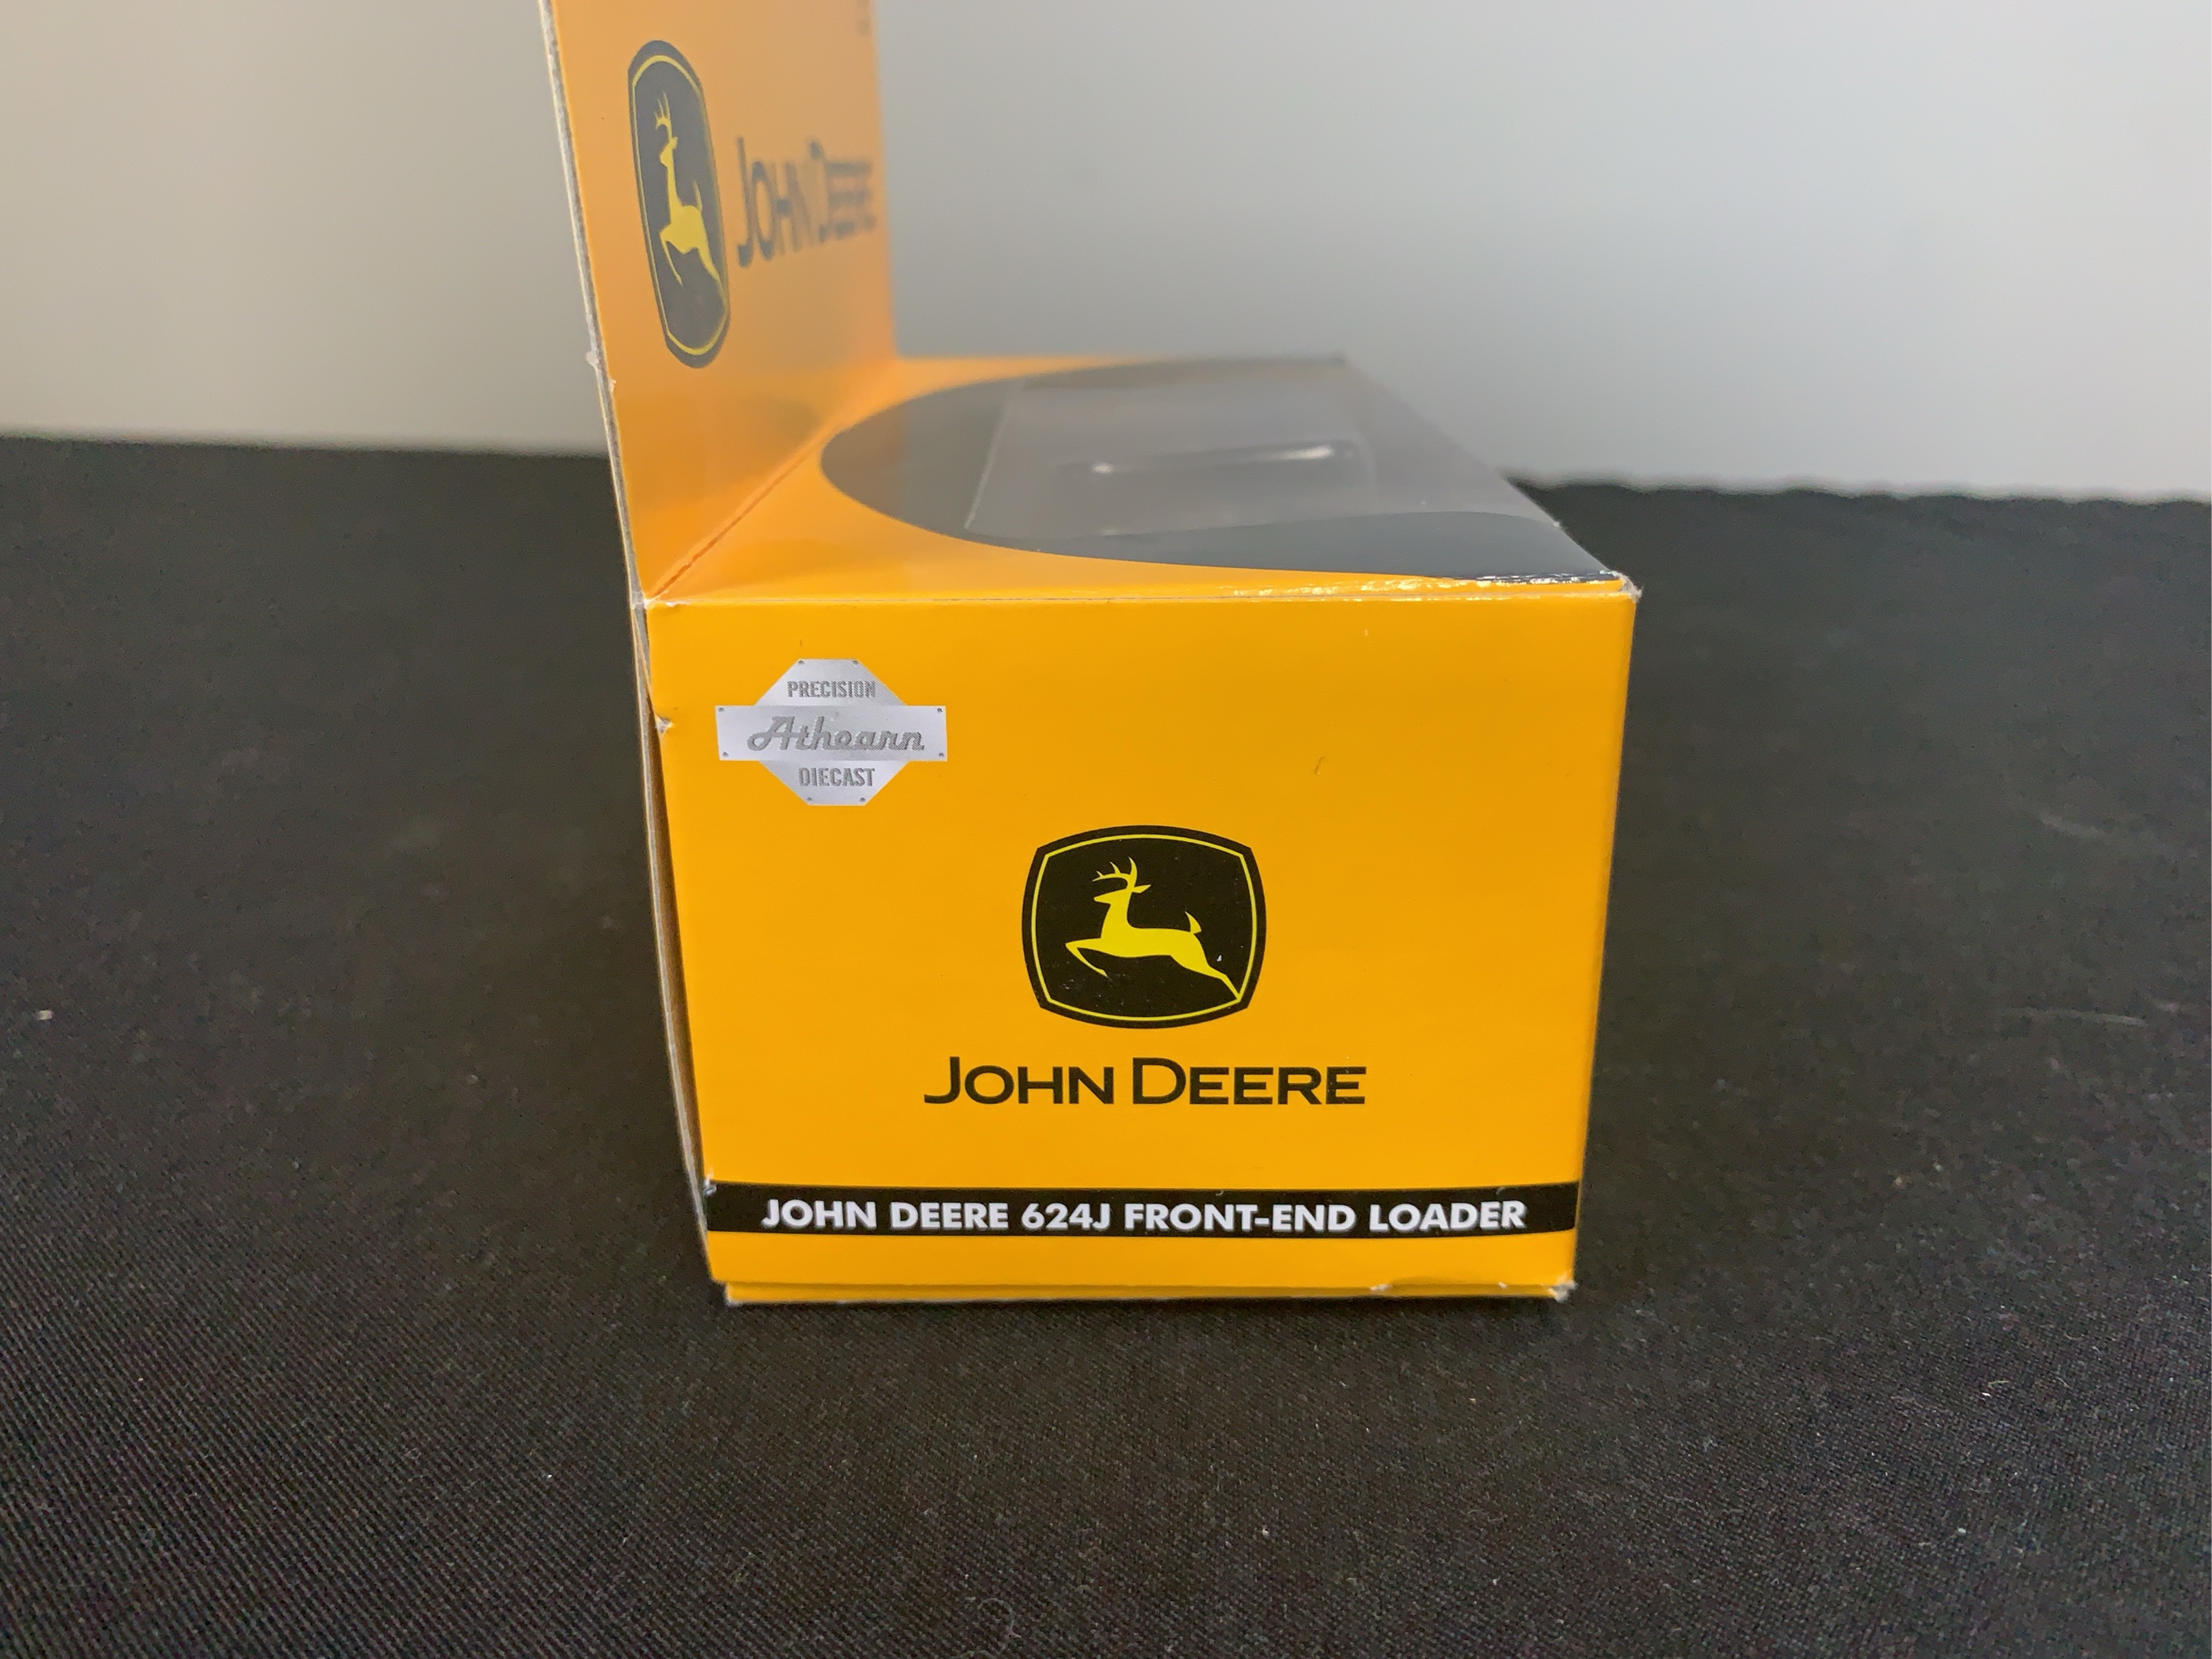 JOHN DEERE
PRECISION
Athearn
DIECAST
JOHN DEERE
JOHN DEERE 624J FRONT-END LOADER